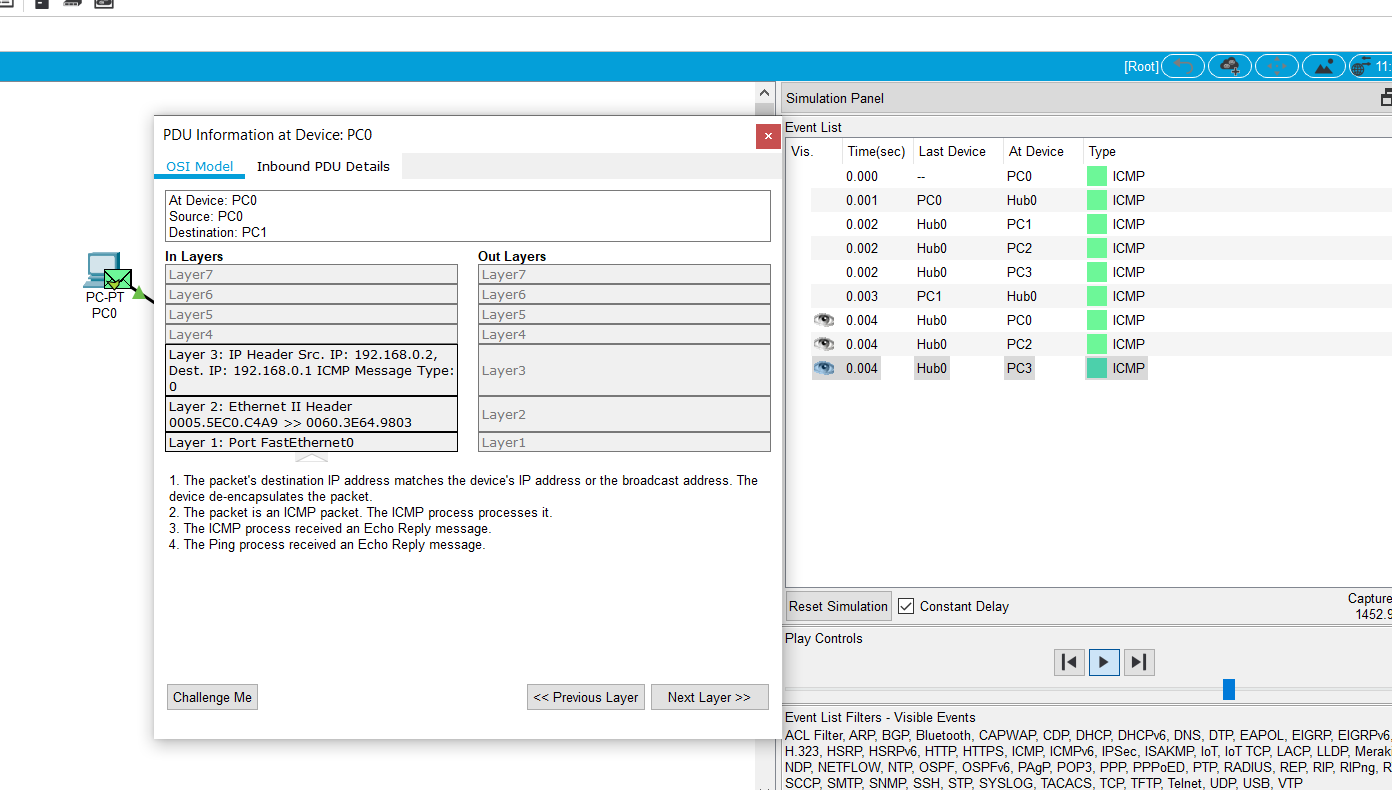 [Root]
11:
Simulation Panel
PDU Information at Device: PC0
Event List
OSI Model Inbound PDU Details
At Device: PC0
Source: PC0
Destination: PC1
In Layers Out Layers
Layer7 Layer7
Layer6 Layer6
Layer5 Layer5
Layer4 Layer4
Layer 3: IP Header Src. IP: 192.168.0.2,
Dest. IP: 192.168.0.1 ICMP Message Type:
0
Layer3
Layer 2: Ethernet II Header
0005.5EC0.C4A9 >> 0060.3E64.9803
Layer2
Layer 1: Port FastEthernet0 Layer1
1. The packet's destination IP address matches the device's IP address or the broadcast address. The
device de-encapsulates the packet.
2. The packet is an ICMP packet. The ICMP process processes it.
3. The ICMP process received an Echo Reply message.
4. The Ping process received an Echo Reply message.
Challenge Me << Previous Layer Next Layer >>
PC-PT
PC0
Vis. Time(sec) Last Device At Device Type
0.000 -- PC0 ICMP
0.001 PC0 Hub0 ICMP
0.002 Hub0 PC1 ICMP
0.002 Hub0 PC2 ICMP
0.002 Hub0 PC3 ICMP
0.003 PC1 Hub0 ICMP
0.004 Hub0 PC0 ICMP
0.004 Hub0 PC2 ICMP
0.004 Hub0 PC3 ICMP
Reset Simulation Constant Delay
Capture
1452.9
Play Controls
Event List Filters - Visible Events
ACL Filter, ARP, BGP, Bluetooth, CAPWAP, CDP, DHCP, DHCPv6, DNS, DTP, EAPOL, EIGRP, EIGRPv6,
H.323, HSRP, HSRPv6, HTTP, HTTPS, ICMP, ICMPv6, IPSec, ISAKMP, IoT, IoT TCP, LACP, LLDP, Merak
NDP, NETFLOW, NTP, OSPF, OSPFv6, PAgP, POP3, PPP, PPPoED, PTP, RADIUS, REP, RIP, RIPng, R
SCCP, SMTP, SNMP, SSH, STP, SYSLOG, TACACS, TCP, TFTP, Telnet, UDP, USB, VTP